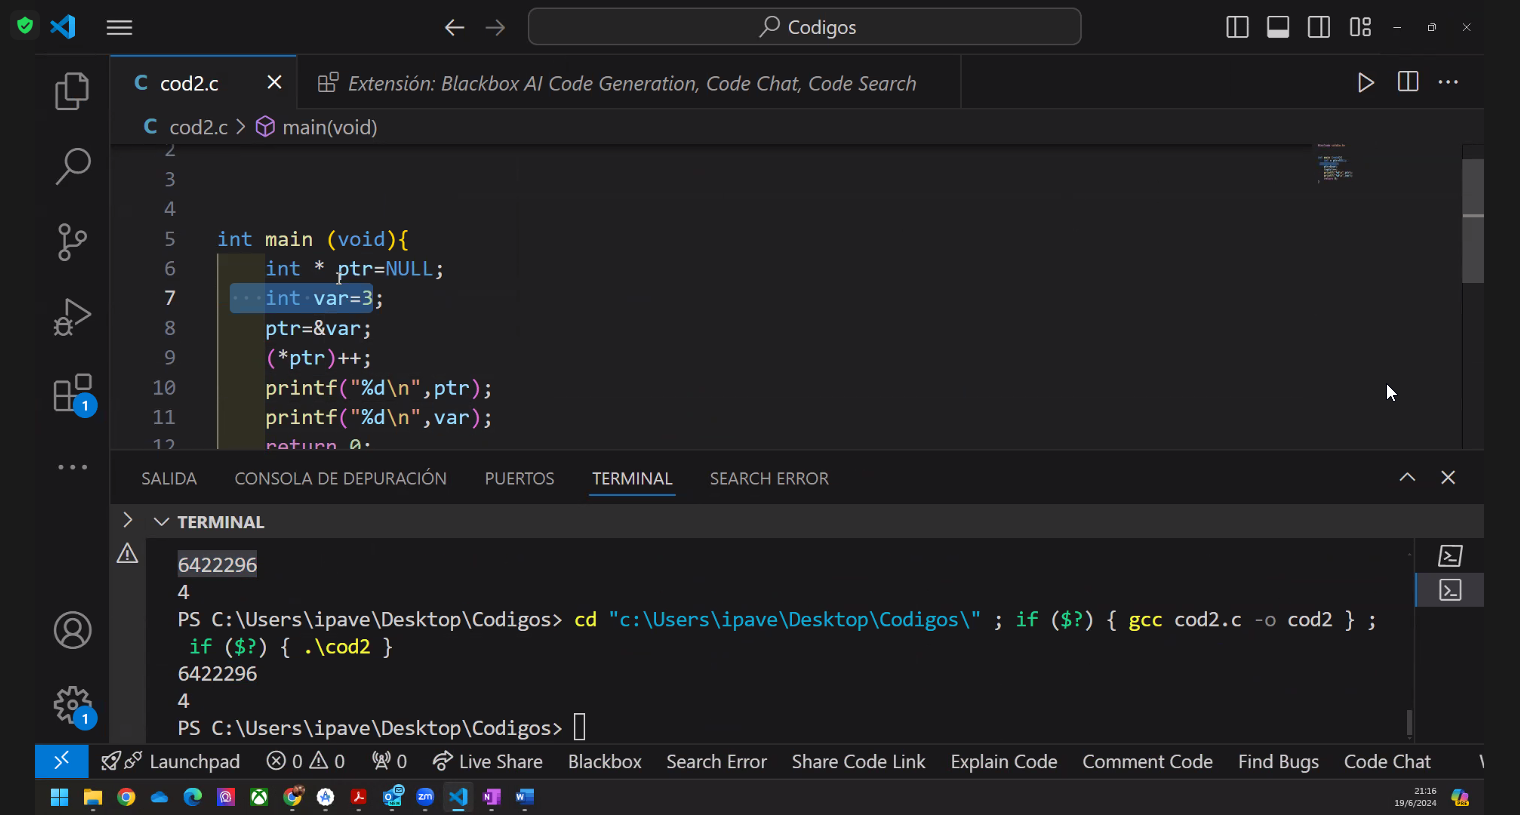 Codigos
C cod2.c
Extensión: Blackbox AI Code Generation, Code Chat, Code Search
C cod2.c > main(void)
2
3
4
5 int main (void){
6 int * ptr=NULL;
7 int var=3;
8 ptr=&var;
9 (*ptr)++;
10 printf("%d\n",ptr);
11 printf("%d\n",var);
12 return 0;
1
SALIDA CONSOLA DE DEPURACIÓN PUERTOS TERMINAL SEARCH ERROR
TERMINAL
6422296
4
PS C:\Users\ipave\Desktop\Codigos> cd "c:\Users\ipave\Desktop\Codigos\" ; if ($?) { gcc cod2.c -o cod2 } ;
if ($?) { .\cod2 }
6422296
4
PS C:\Users\ipave\Desktop\Codigos>
1
Launchpad 0 0 0 Live Share Blackbox Search Error Share Code Link Explain Code Comment Code Find Bugs Code Chat
21:16
19/6/2024